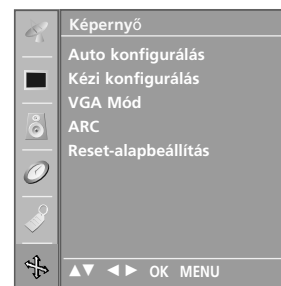 Képernyő
Auto konfigurálás
Kézi konfigurálás
VGA Mód
ARC
Reset-alapbeállítás
▲▼ ◄► OK MENU